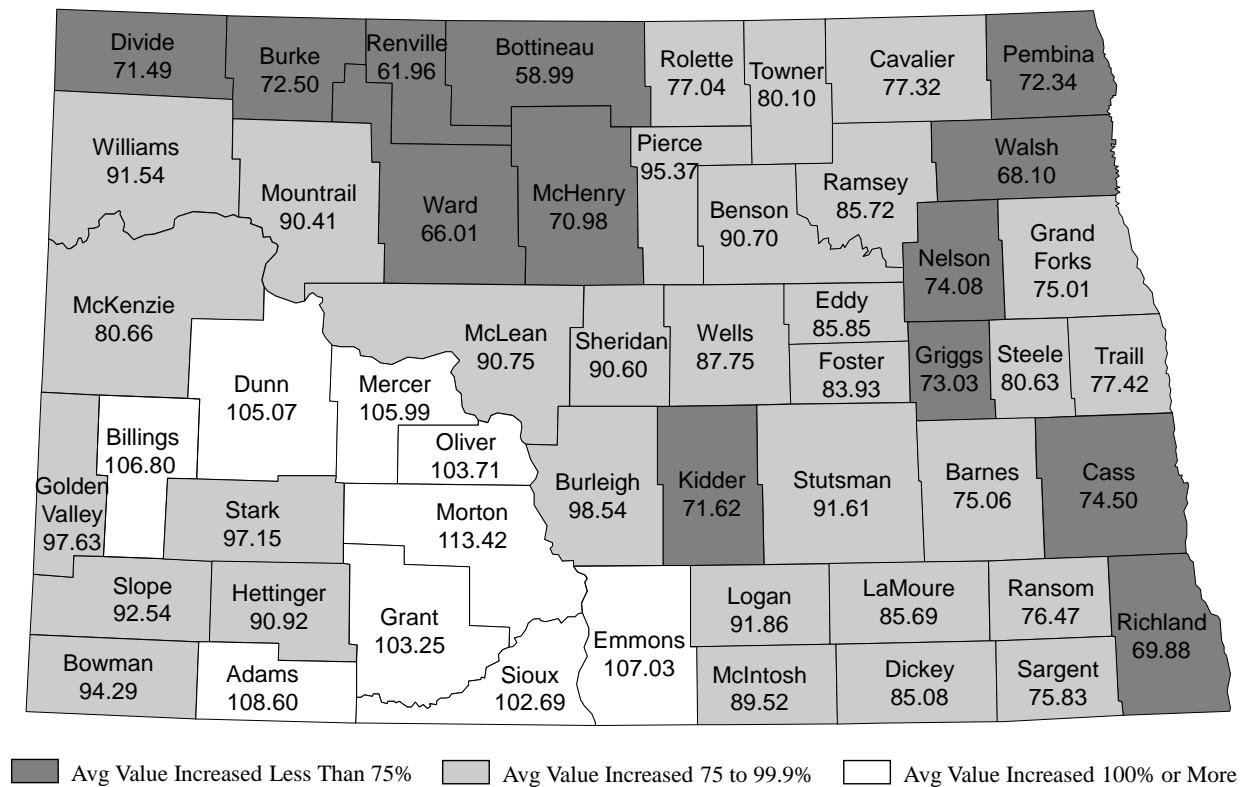 Divide
71.49
Burke
72.50
Renville
61.96
Bottineau
58.99
Rolette
77.04
Towner
80.10
Cavalier
77.32
Pembina
72.34
Williams
91.54
Mountrail
90.41
Ward
66.01
McHenry
70.98
Pierce
95.37
Benson
90.70
Ramsey
85.72
Walsh
68.10
Nelson
74.08
Grand
Forks
75.01
McKenzie
80.66
Dunn
105.07
Mercer
105.99
McLean
90.75
Sheridan
90.60
Wells
87.75
Eddy
85.85
Foster
83.93
Griggs
73.03
Steele
80.63
Traill
77.42
Golden
Valley
97.63
Billings
106.80
Stark
97.15
Oliver
103.71
Morton
113.42
Burleigh
98.54
Kidder
71.62
Stutsman
91.61
Barnes
75.06
Cass
74.50
Slope
92.54
Hettinger
90.92
Grant
103.25
Bowman
94.29
Adams
108.60
Sioux
102.69
Emmons
107.03
Logan
91.86
McIntosh
89.52
LaMoure
85.69
Dickey
85.08
Ransom
76.47
Sargent
75.83
Richland
69.88
Avg Value Increased Less Than 75%
Avg Value Increased 75 to 99.9%
Avg Value Increased 100% or More